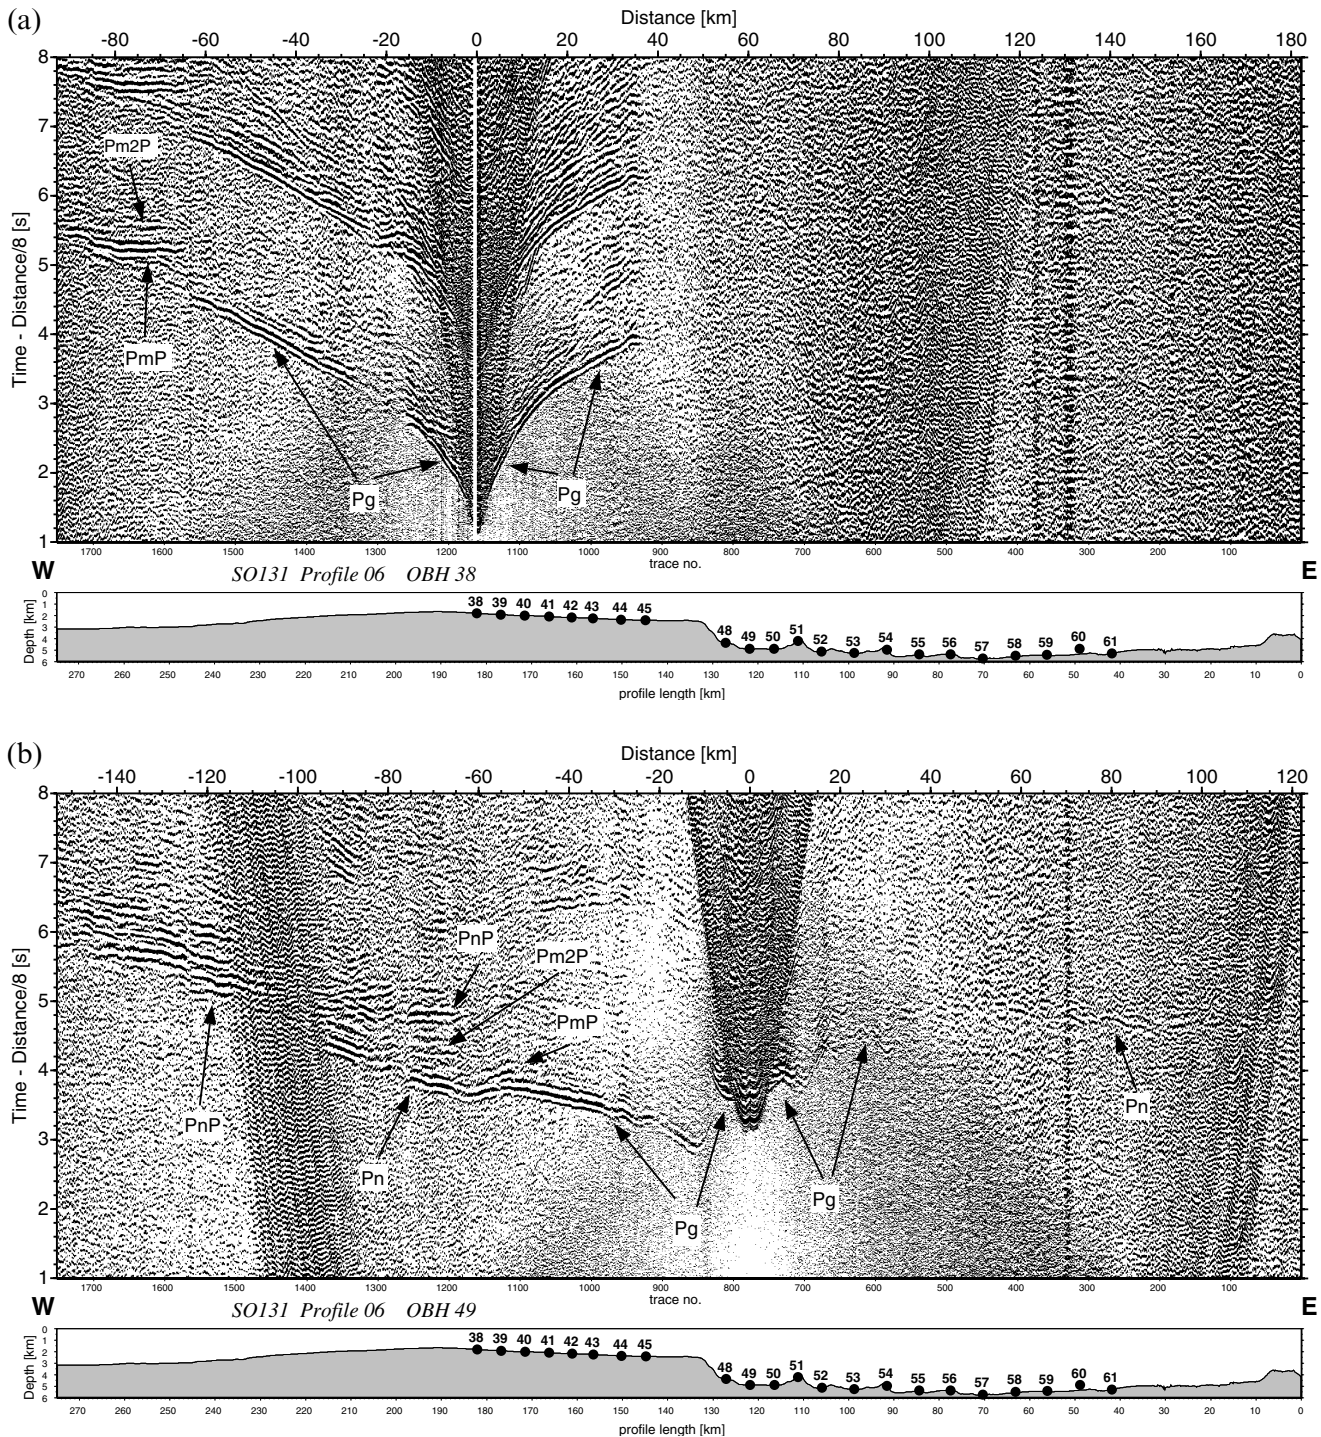 (a)
Distance [km]
-80 -60 -40 -20 0 20 40 60 80 100 120 140 160 180
8
7
Pm2P
6
Time - Distance/8 [s]
5
PmP
4
3
2
Pg
Pg
1
1700 1600 1500 1400 1300 1200 1100 1000 900 800 700 600 500 400 300 200 100
trace no.
W
SO131 Profile 06 OBH 38
E
Depth [km]
0
1
2
3
4
5
6
38 39 40 41 42 43 44 45 48 49 50 51 52 53 54 55 56 57 58 59 60 61
270 260 250 240 230 220 210 200 190 180 170 160 150 140 130 120 110 100 90 80 70 60 50 40 30 20 10 0
profile length [km]
(b)
Distance [km]
-140 -120 -100 -80 -60 -40 -20 0 20 40 60 80 100 120
8
7
6
PnP
Pm2P
Time - Distance/8 [s]
5
PmP
4
PnP
Pn
3
Pn
Pg
2
Pg
1
1700 1600 1500 1400 1300 1200 1100 1000 900 800 700 600 500 400 300 200 100
trace no.
W
SO131 Profile 06 OBH 49
E
Depth [km]
0
1
2
3
4
5
6
38 39 40 41 42 43 44 45 48 49 50 51 52 53 54 55 56 57 58 59 60 61
270 260 250 240 230 220 210 200 190 180 170 160 150 140 130 120 110 100 90 80 70 60 50 40 30 20 10 0
profile length [km]